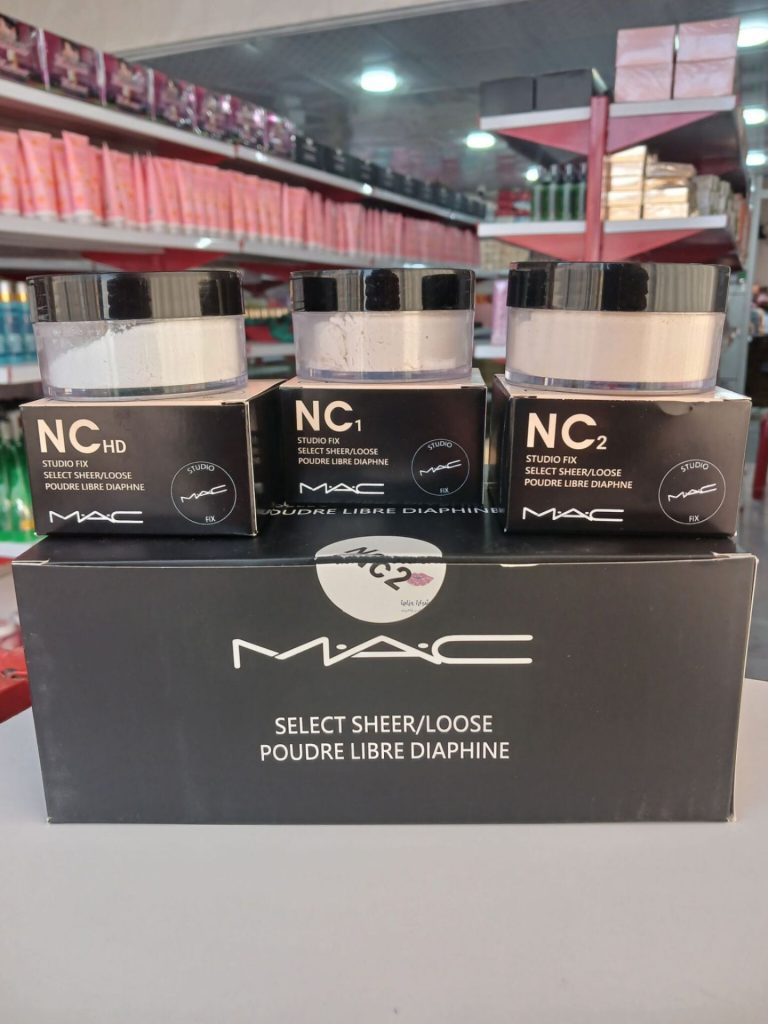 NCHD
STUDIO FIX
SELECT SHEER/LOOSE
POUDRE LIBRE DIAPHNE
M·A·C
STUDIO
M·A·C
FIX
NC1
STUDIO FIX
SELECT SHEER/LOOSE
POUDRE LIBRE DIAPHNE
M·A·C
STUDIO
M·A·C
FIX
NC2
STUDIO FIX
SELECT SHEER/LOOSE
POUDRE LIBRE DIAPHNE
M·A·C
STUDIO
M·A·C
FIX
POUDRE LIBRE DIAPHINE
NC2
M·A·C
SELECT SHEER/LOOSE
POUDRE LIBRE DIAPHINE